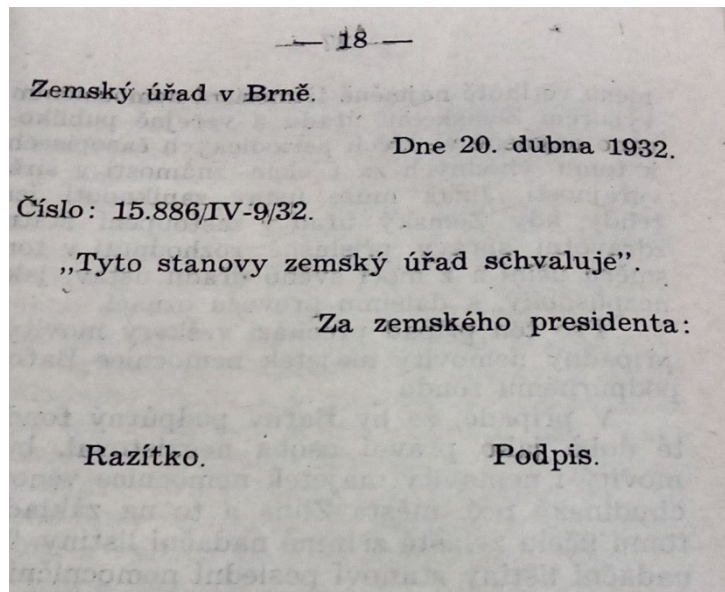 — 18 —
Zemský úřad v Brně.
Dne 20. dubna 1932.
Číslo: 15.886/IV-9/32.
„Tyto stanovy zemský úřad schvaluje”.
Za zemského presidenta:
Razítko. Podpis.